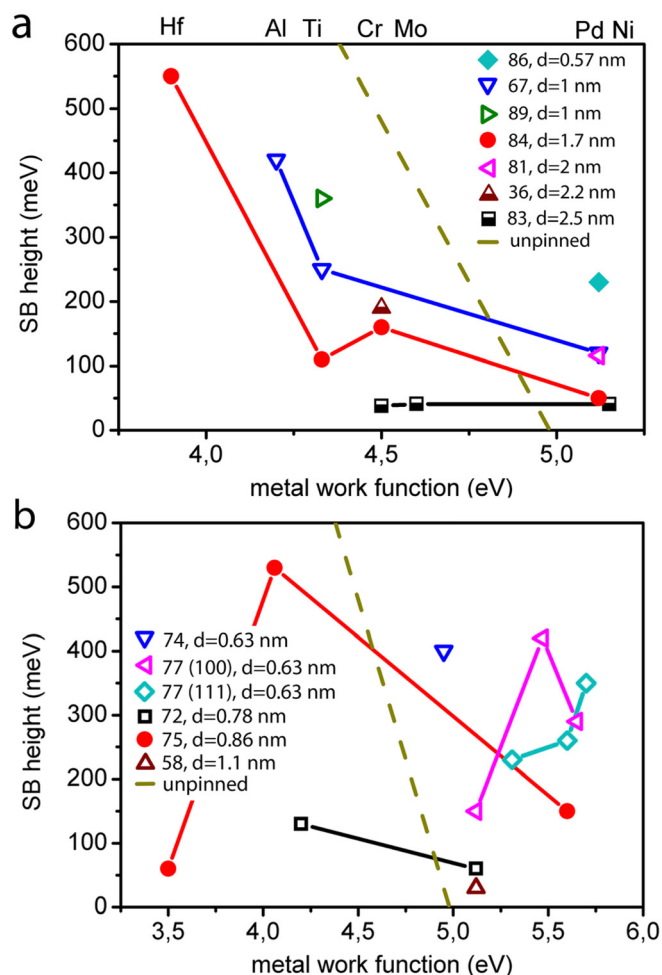 a
Hf Al Ti Cr Mo Pd Ni
600
500
400
300
200
100
0
SB height (meV)
86, d=0.57 nm
67, d=1 nm
89, d=1 nm
84, d=1.7 nm
81, d=2 nm
36, d=2.2 nm
83, d=2.5 nm
unpinned
4,0 4,5 5,0
metal work function (eV)
b
600
500
400
300
200
100
0
SB height (meV)
74, d=0.63 nm
77 (100), d=0.63 nm
77 (111), d=0.63 nm
72, d=0.78 nm
75, d=0.86 nm
58, d=1.1 nm
unpinned
3,5 4,0 4,5 5,0 5,5 6,0
metal work function (eV)